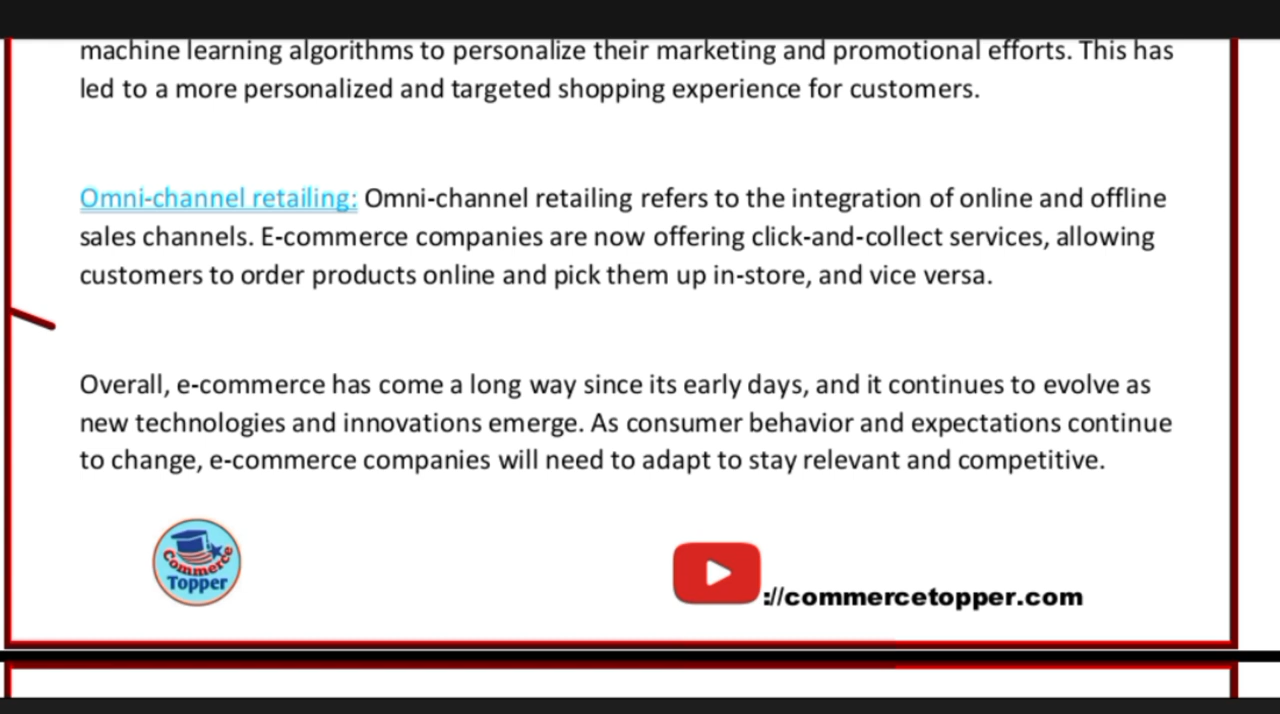 machine learning algorithms to personalize their marketing and promotional efforts. This has
led to a more personalized and targeted shopping experience for customers.
Omni-channel retailing: Omni-channel retailing refers to the integration of online and offline
sales channels. E-commerce companies are now offering click-and-collect services, allowing
customers to order products online and pick them up in-store, and vice versa.
Overall, e-commerce has come a long way since its early days, and it continues to evolve as
new technologies and innovations emerge. As consumer behavior and expectations continue
to change, e-commerce companies will need to adapt to stay relevant and competitive.
Commerce
Topper
://commercetopper.com